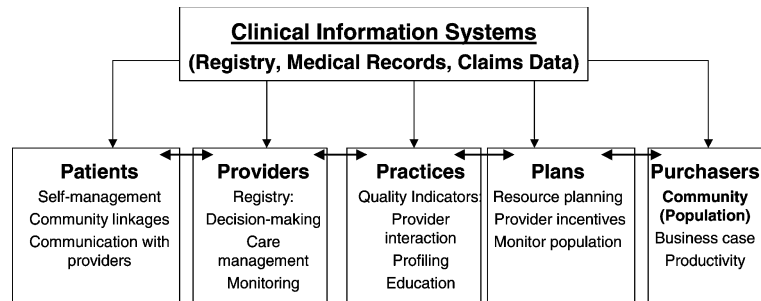 Clinical Information Systems
(Registry, Medical Records, Claims Data)
Patients
Self-management
Community linkages
Communication with
providers
Providers
Registry:
Decision-making
Care
management
Monitoring
Practices
Quality Indicators:
Provider
interaction
Profiling
Education
Plans
Resource planning
Provider incentives
Monitor population
Purchasers
Community
(Population)
Business case
Productivity